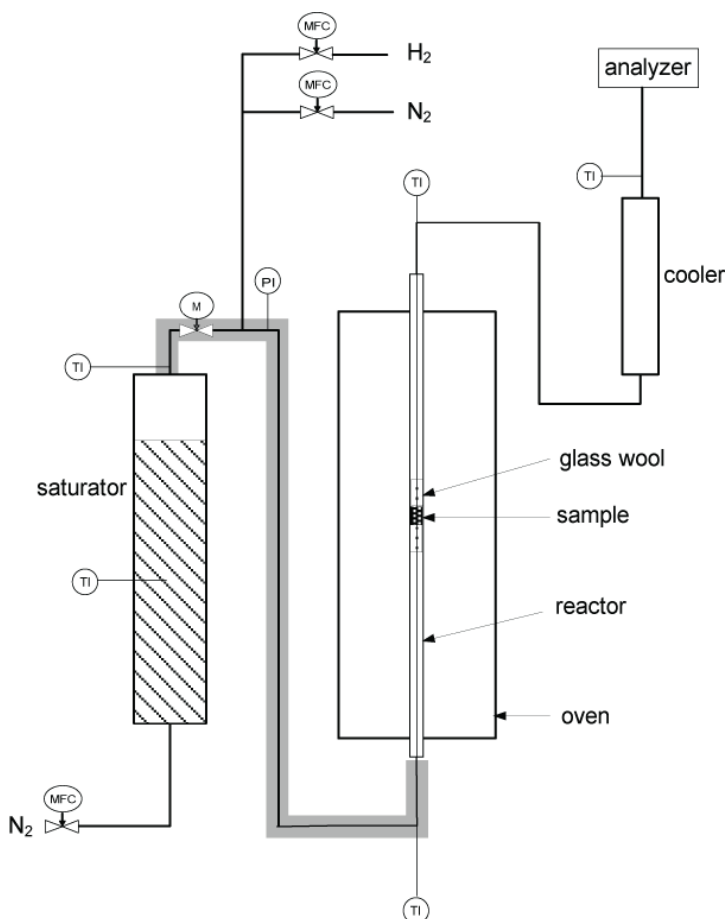 MFC
H₂
MFC
N₂
analyzer
TI
TI
cooler
M
PI
TI
glass wool
saturator
sample
TI
reactor
oven
MFC
N₂
TI